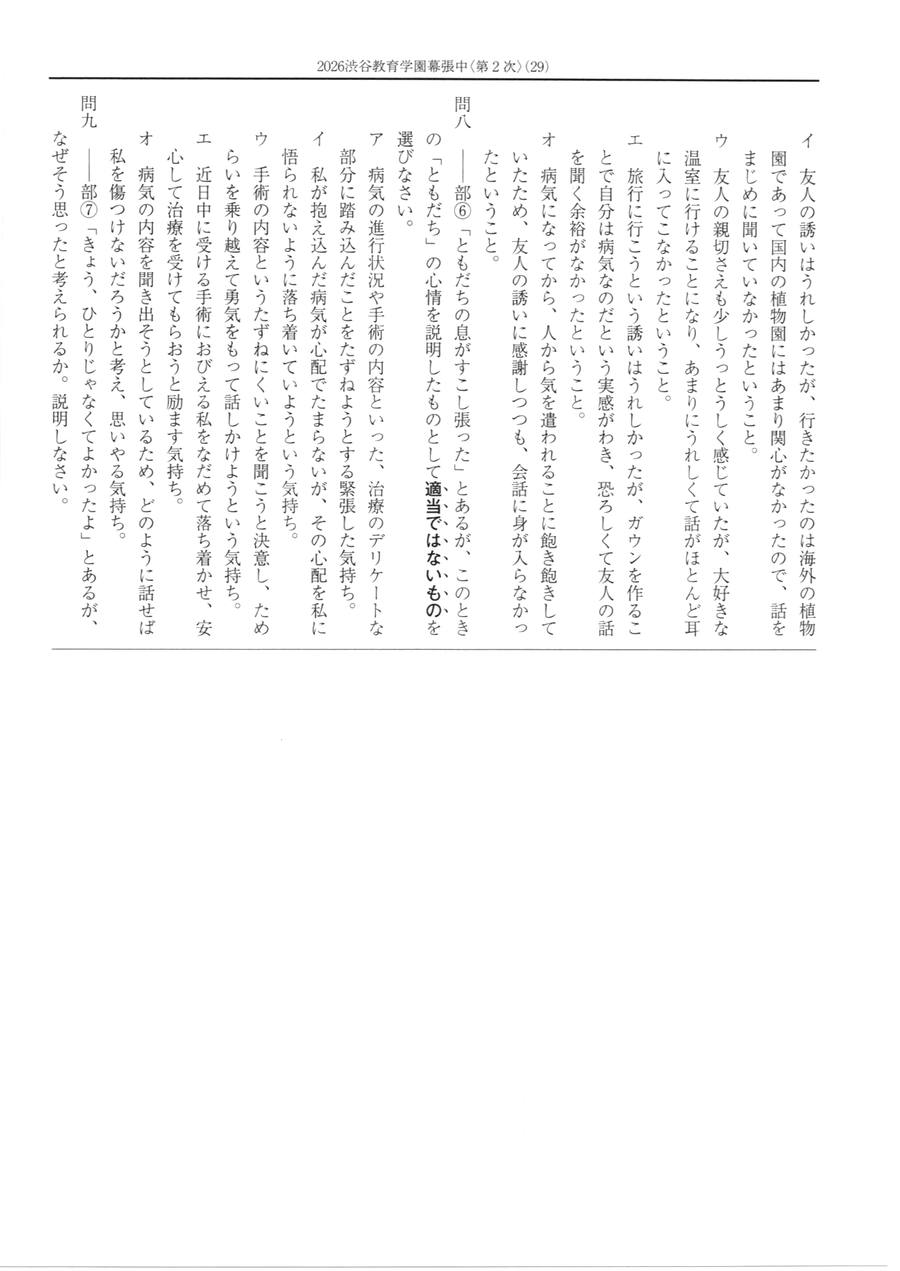 2026渋谷教育学園幕張中〈第2次〉(29)
イ　友人の誘いはうれしかったが、行きたかったのは海外の植物
園であって国内の植物園にはあまり関心がなかったので、話を
まじめに聞いていなかったということ。
ウ　友人の親切さえも少しうっとうしく感じていたが、大好きな
温室に行けることになり、あまりにうれしくて話がほとんど耳
に入ってこなかったということ。
エ　旅行に行こうという誘いはうれしかったが、ガウンを作るこ
とで自分は病気なのだという実感がわき、恐ろしくて友人の話
を聞く余裕がなかったということ。
オ　病気になってから、人から気を遣われることに飽き飽きして
いたため、友人の誘いに感謝しつつも、会話に身が入らなかっ
たということ。
問八　――部⑥「ともだちの息がすこし張った」とあるが、このとき
の「ともだち」の心情を説明したものとして適当ではないものを
選びなさい。
ア　病気の進行状況や手術の内容といった、治療のデリケートな
部分に踏み込んだことをたずねようとする緊張した気持ち。
イ　私が抱え込んだ病気が心配でたまらないが、その心配を私に
悟られないように落ち着いていようという気持ち。
ウ　手術の内容というたずねにくいことを聞こうと決意し、ため
らいを乗り越えて勇気をもって話しかけようという気持ち。
エ　近日中に受ける手術におびえる私をなだめて落ち着かせ、安
心して治療を受けてもらおうと励ます気持ち。
オ　病気の内容を聞き出そうとしているため、どのように話せば
私を傷つけないだろうかと考え、思いやる気持ち。
問九　――部⑦「きょう、ひとりじゃなくてよかったよ」とあるが、
なぜそう思ったと考えられるか。説明しなさい。